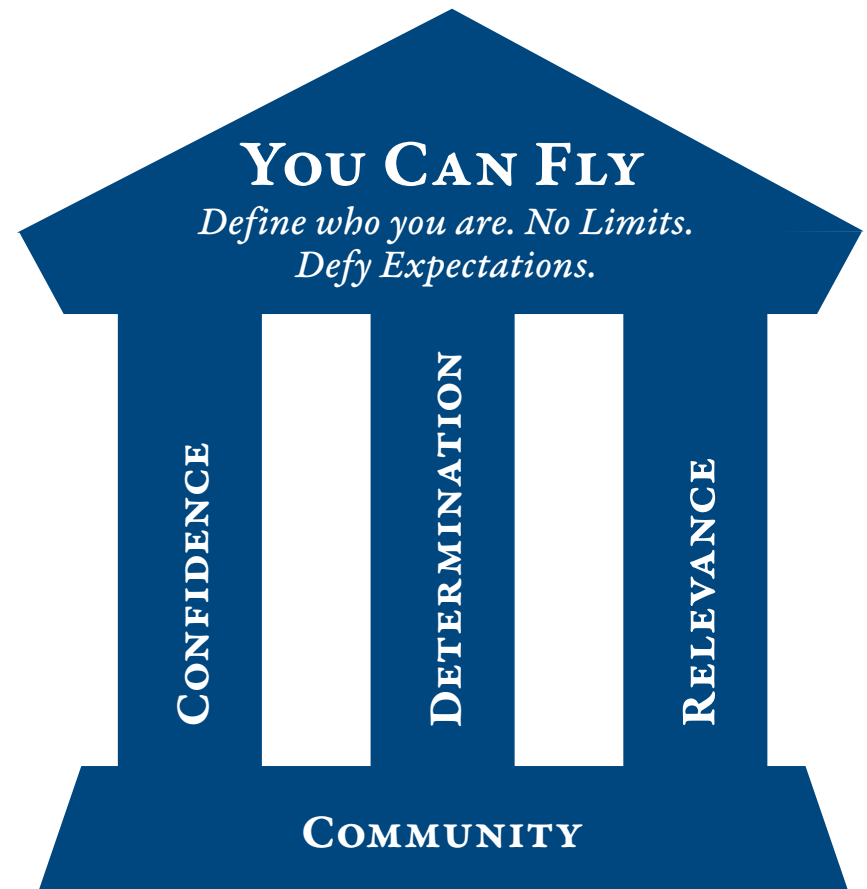 You Can Fly
Define who you are. No Limits.
Defy Expectations.
Confidence
Determination
Relevance
Community